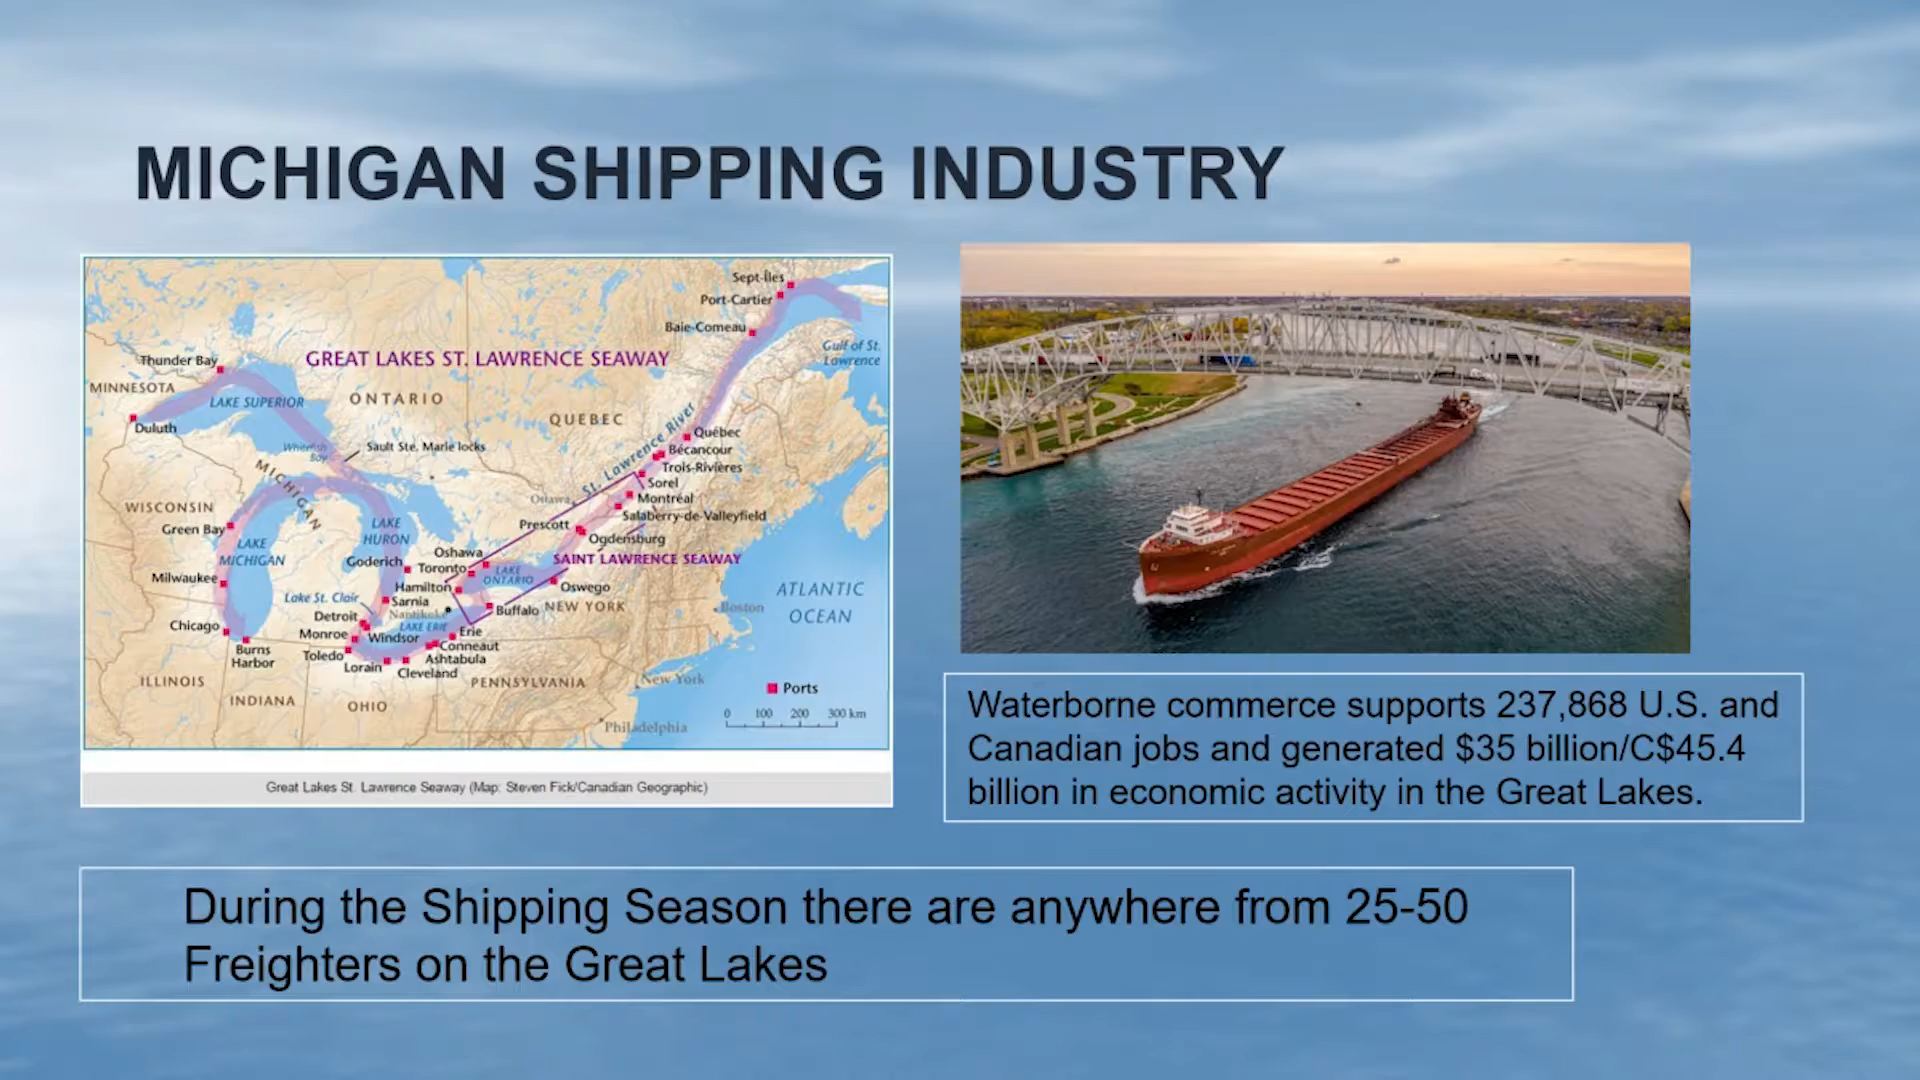 MICHIGAN SHIPPING INDUSTRY
Sept-Îles
Port-Cartier
Baie-Comeau
Gulf of St.
Lawrence
Thunder Bay
GREAT LAKES ST. LAWRENCE SEAWAY
MINNESOTA
LAKE SUPERIOR
ONTARIO
QUEBEC
Duluth
St. Lawrence River
Québec
Whitefish
Bay
Sault Ste. Marie locks
Bécancour
Trois-Rivières
MICHIGAN
Sorel
Ottawa
Montréal
WISCONSIN
Salaberry-de-Valleyfield
Green Bay
LAKE
HURON
Prescott
Ogdensburg
LAKE
MICHIGAN
Oshawa
SAINT LAWRENCE SEAWAY
Goderich
Toronto
LAKE
ONTARIO
Milwaukee
Hamilton
Oswego
ATLANTIC
OCEAN
Lake St. Clair
Sarnia
Nanticoke
Buffalo
NEW YORK
Boston
Detroit
Chicago
Monroe
Windsor
LAKE ERIE
Erie
Conneaut
Burns
Harbor
Toledo
Ashtabula
Lorain
Cleveland
ILLINOIS
PENNSYLVANIA
New York
Ports
INDIANA
OHIO
0 100 200 300 km
Philadelphia
Great Lakes St. Lawrence Seaway (Map: Steven Fick/Canadian Geographic)
Waterborne commerce supports 237,868 U.S. and
Canadian jobs and generated $35 billion/C$45.4
billion in economic activity in the Great Lakes.
During the Shipping Season there are anywhere from 25-50
Freighters on the Great Lakes